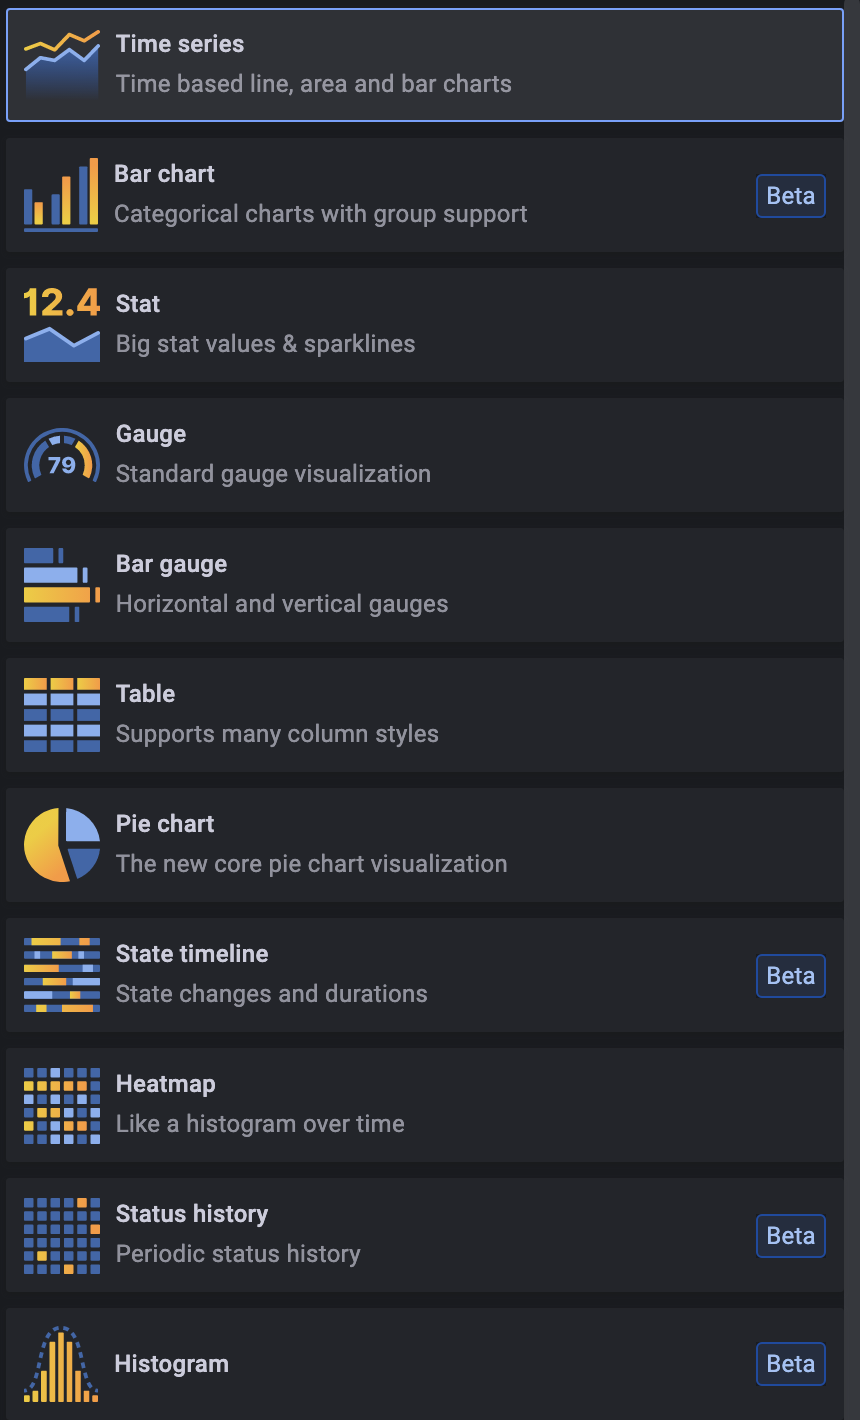 Time series
Time based line, area and bar charts
Bar chart
Categorical charts with group support
Beta
12.4
Stat
Big stat values & sparklines
79
Gauge
Standard gauge visualization
Bar gauge
Horizontal and vertical gauges
Table
Supports many column styles
Pie chart
The new core pie chart visualization
State timeline
State changes and durations
Beta
Heatmap
Like a histogram over time
Status history
Periodic status history
Beta
Histogram
Beta